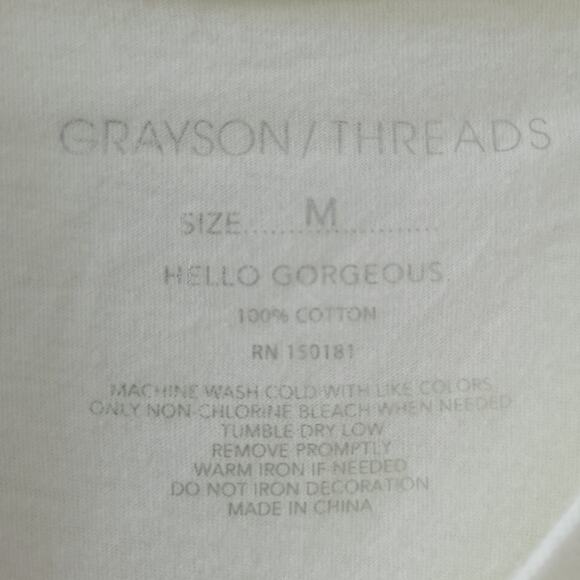 GRAYSON/THREADS
SIZE....M....................
HELLO GORGEOUS.
100% COTTON
RN 150181
MACHINE WASH COLD WITH LIKE COLORS
ONLY NON-CHLORINE BLEACH WHEN NEEDED
TUMBLE DRY LOW
REMOVE PROMPTLY
WARM IRON IF NEEDED
DO NOT IRON DECORATION
MADE IN CHINA